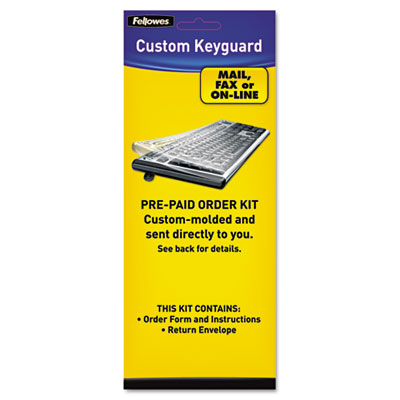 Fellowes
Custom Keyguard
MAIL,
FAX or
ON-LINE
PRE-PAID ORDER KIT
Custom-molded and
sent directly to you.
See back for details.
THIS KIT CONTAINS:
• Order Form and Instructions
• Return Envelope